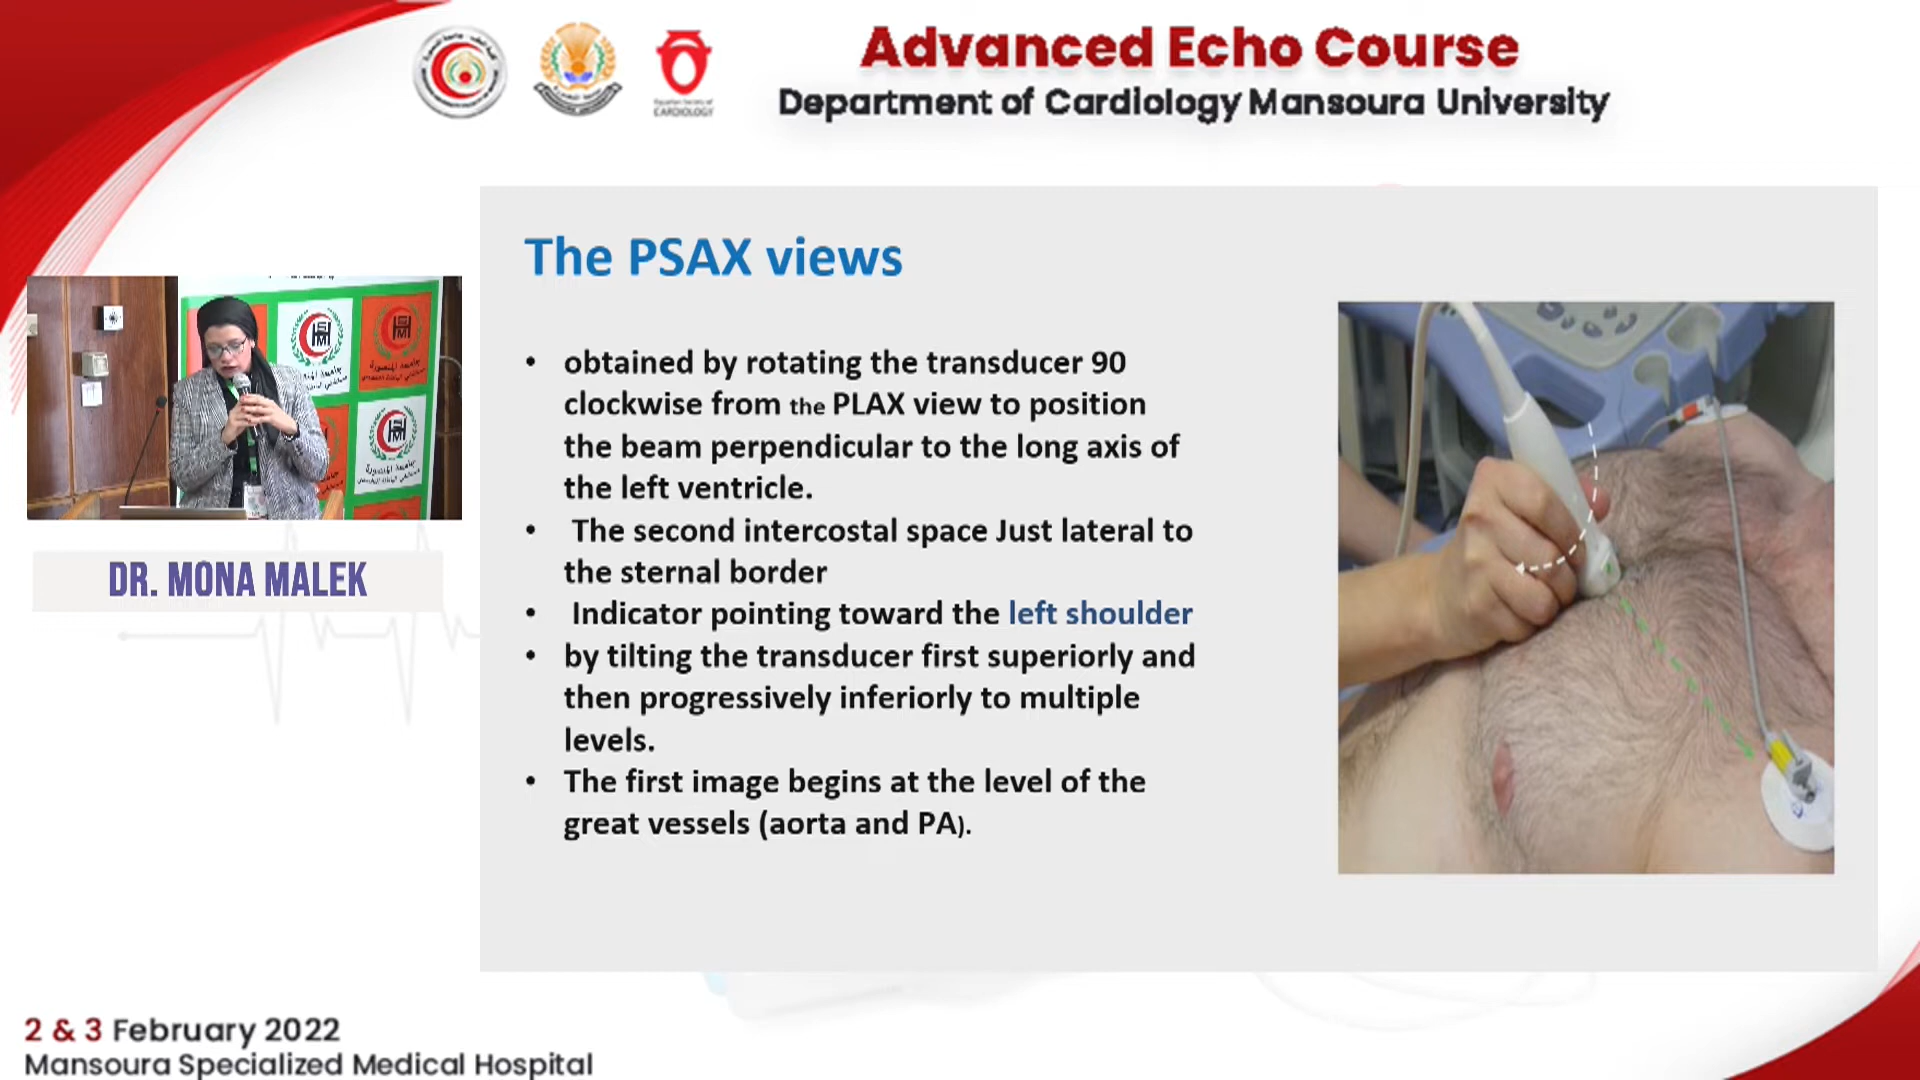 Advanced Echo Course
Department of Cardiology Mansoura University
Egyptian Society of
CARDIOLOGY
The PSAX views
• obtained by rotating the transducer 90
clockwise from the PLAX view to position
the beam perpendicular to the long axis of
the left ventricle.
• The second intercostal space Just lateral to
the sternal border
• Indicator pointing toward the left shoulder
• by tilting the transducer first superiorly and
then progressively inferiorly to multiple
levels.
• The first image begins at the level of the
great vessels (aorta and PA).
DR. MONA MALEK
2 & 3 February 2022
Mansoura Specialized Medical Hospital